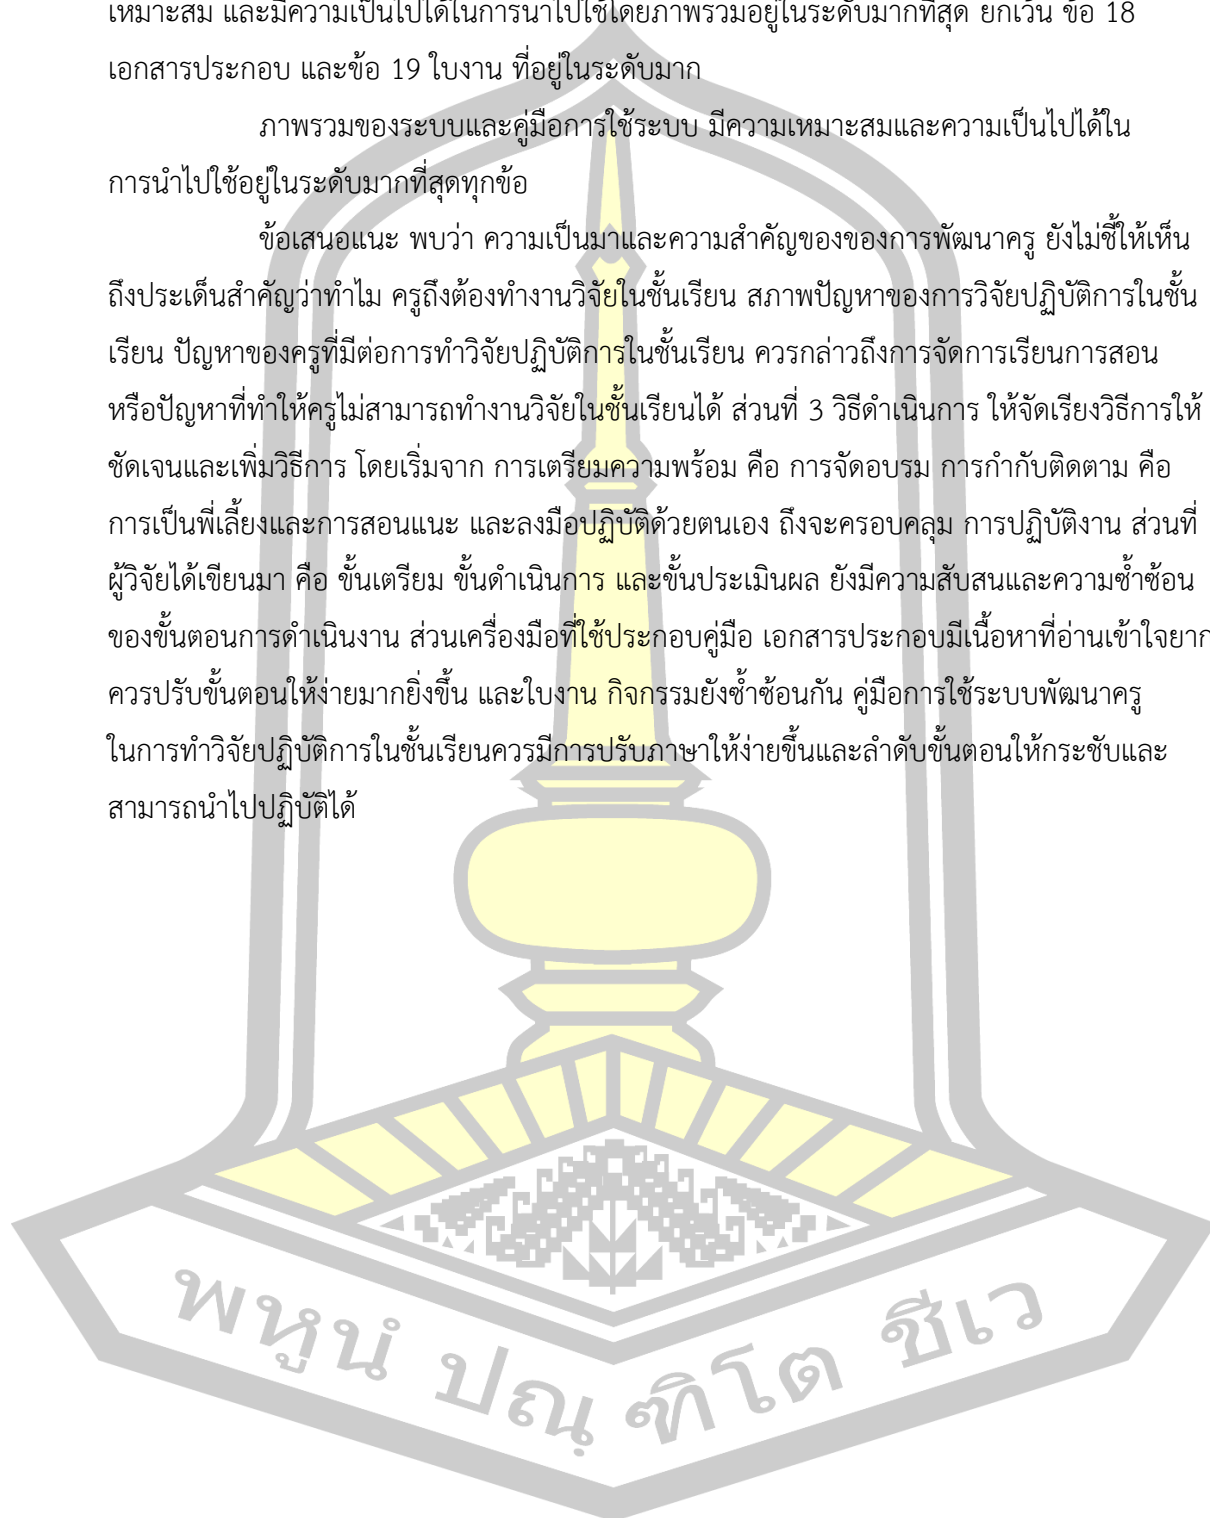 เหมาะสม และมีความเป็นไปได้ในการนำไปใช้โดยภาพรวมอยู่ในระดับมากที่สุด ยกเว้น ข้อ 18
เอกสารประกอบ และข้อ 19 ใบงาน ที่อยู่ในระดับมาก
ภาพรวมของระบบและคู่มือการใช้ระบบ มีความเหมาะสมและความเป็นไปได้ใน
การนำไปใช้อยู่ในระดับมากที่สุดทุกข้อ
ข้อเสนอแนะ พบว่า ความเป็นมาและความสำคัญของของการพัฒนาครู ยังไม่ชี้ให้เห็น
ถึงประเด็นสำคัญว่าทำไม ครูถึงต้องทำงานวิจัยในชั้นเรียน สภาพปัญหาของการวิจัยปฏิบัติการในชั้น
เรียน ปัญหาของครูที่มีต่อการทำวิจัยปฏิบัติการในชั้นเรียน ควรกล่าวถึงการจัดการเรียนการสอน
หรือปัญหาที่ทำให้ครูไม่สามารถทำงานวิจัยในชั้นเรียนได้ ส่วนที่ 3 วิธีดำเนินการ ให้จัดเรียงวิธีการให้
ชัดเจนและเพิ่มวิธีการ โดยเริ่มจาก การเตรียมความพร้อม คือ การจัดอบรม การกำกับติดตาม คือ
การเป็นพี่เลี้ยงและการสอนแนะ และลงมือปฏิบัติด้วยตนเอง ถึงจะครอบคลุม การปฏิบัติงาน ส่วนที่
ผู้วิจัยได้เขียนมา คือ ขั้นเตรียม ขั้นดำเนินการ และขั้นประเมินผล ยังมีความสับสนและความซ้ำซ้อน
ของขั้นตอนการดำเนินงาน ส่วนเครื่องมือที่ใช้ประกอบคู่มือ เอกสารประกอบมีเนื้อหาที่อ่านเข้าใจยาก
ควรปรับขั้นตอนให้ง่ายมากยิ่งขึ้น และใบงาน กิจกรรมยังซ้ำซ้อนกัน คู่มือการใช้ระบบพัฒนาครู
ในการทำวิจัยปฏิบัติการในชั้นเรียนควรมีการปรับภาษาให้ง่ายขึ้นและลำดับขั้นตอนให้กระชับและ
สามารถนำไปปฏิบัติได้
พหูนํ ปณฺฑิโต ชีเว